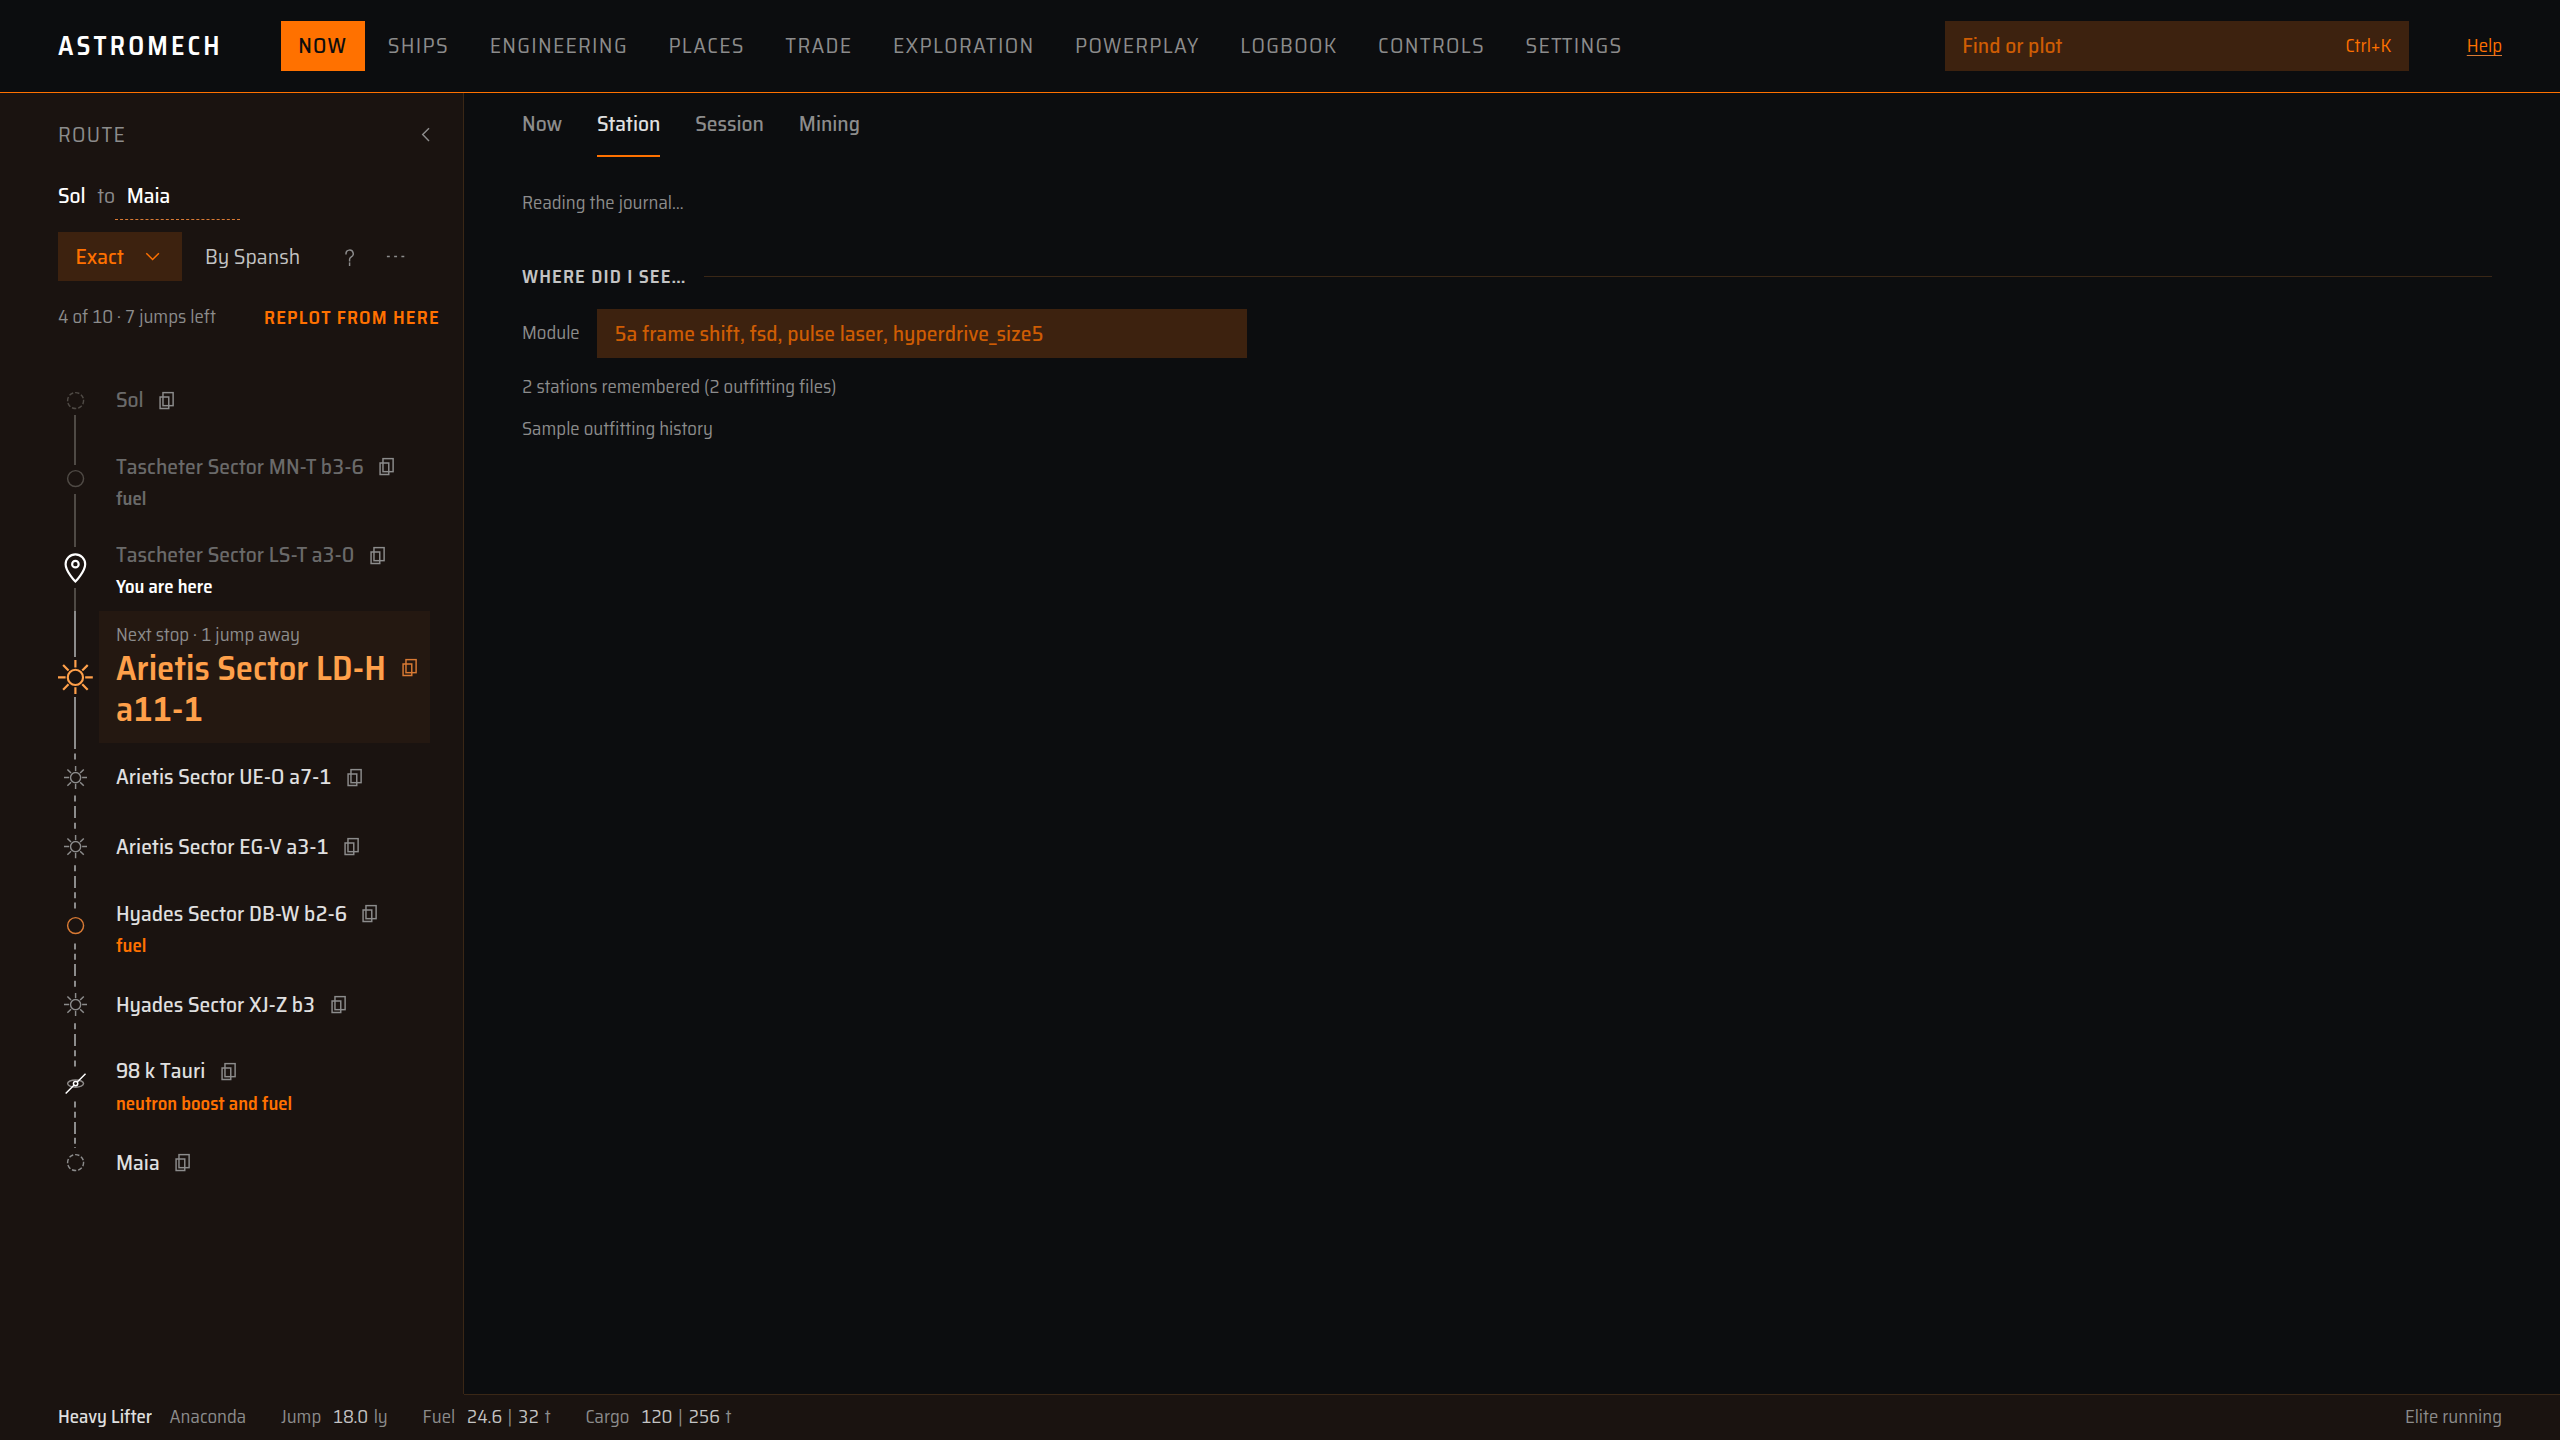 ASTROMECH NOW SHIPS ENGINEERING PLACES TRADE EXPLORATION POWERPLAY LOGBOOK CONTROLS SETTINGS Find or plot Ctrl+K Help
ROUTE
Sol to Maia
Exact By Spansh ? ---
4 of 10 · 7 jumps left REPLOT FROM HERE
Sol
Tascheter Sector MN-T b3-6
fuel
Tascheter Sector LS-T a3-0
You are here
Next stop · 1 jump away
Arietis Sector LD-H
a11-1
Arietis Sector UE-O a7-1
Arietis Sector EG-V a3-1
Hyades Sector DB-W b2-6
fuel
Hyades Sector XJ-Z b3
98 k Tauri
neutron boost and fuel
Maia
Now Station Session Mining
Reading the journal...
WHERE DID I SEE...
Module 5a frame shift, fsd, pulse laser, hyperdrive_size5
2 stations remembered (2 outfitting files)
Sample outfitting history
Heavy Lifter Anaconda Jump 18.0 ly Fuel 24.6 | 32 t Cargo 120 | 256 t Elite running